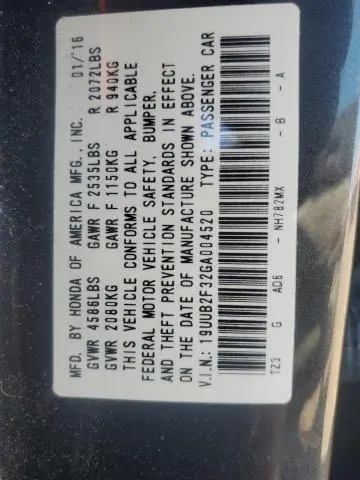 MFD. BY HONDA OF AMERICA MFG., INC. 01/'16
GVWR 4586LBS GAWR F 2535LBS R 2072LBS
GVWR 2080KG GAWR F 1150KG R 940KG
THIS VEHICLE CONFORMS TO ALL APPLICABLE
FEDERAL MOTOR VEHICLE SAFETY, BUMPER,
AND THEFT PREVENTION STANDARDS IN EFFECT
ON THE DATE OF MANUFACTURE SHOWN ABOVE.
V.I.N.: 19UUB2F32GA004520 TYPE: PASSENGER CAR
TZ3 G AD6 - NH782MX - B - A